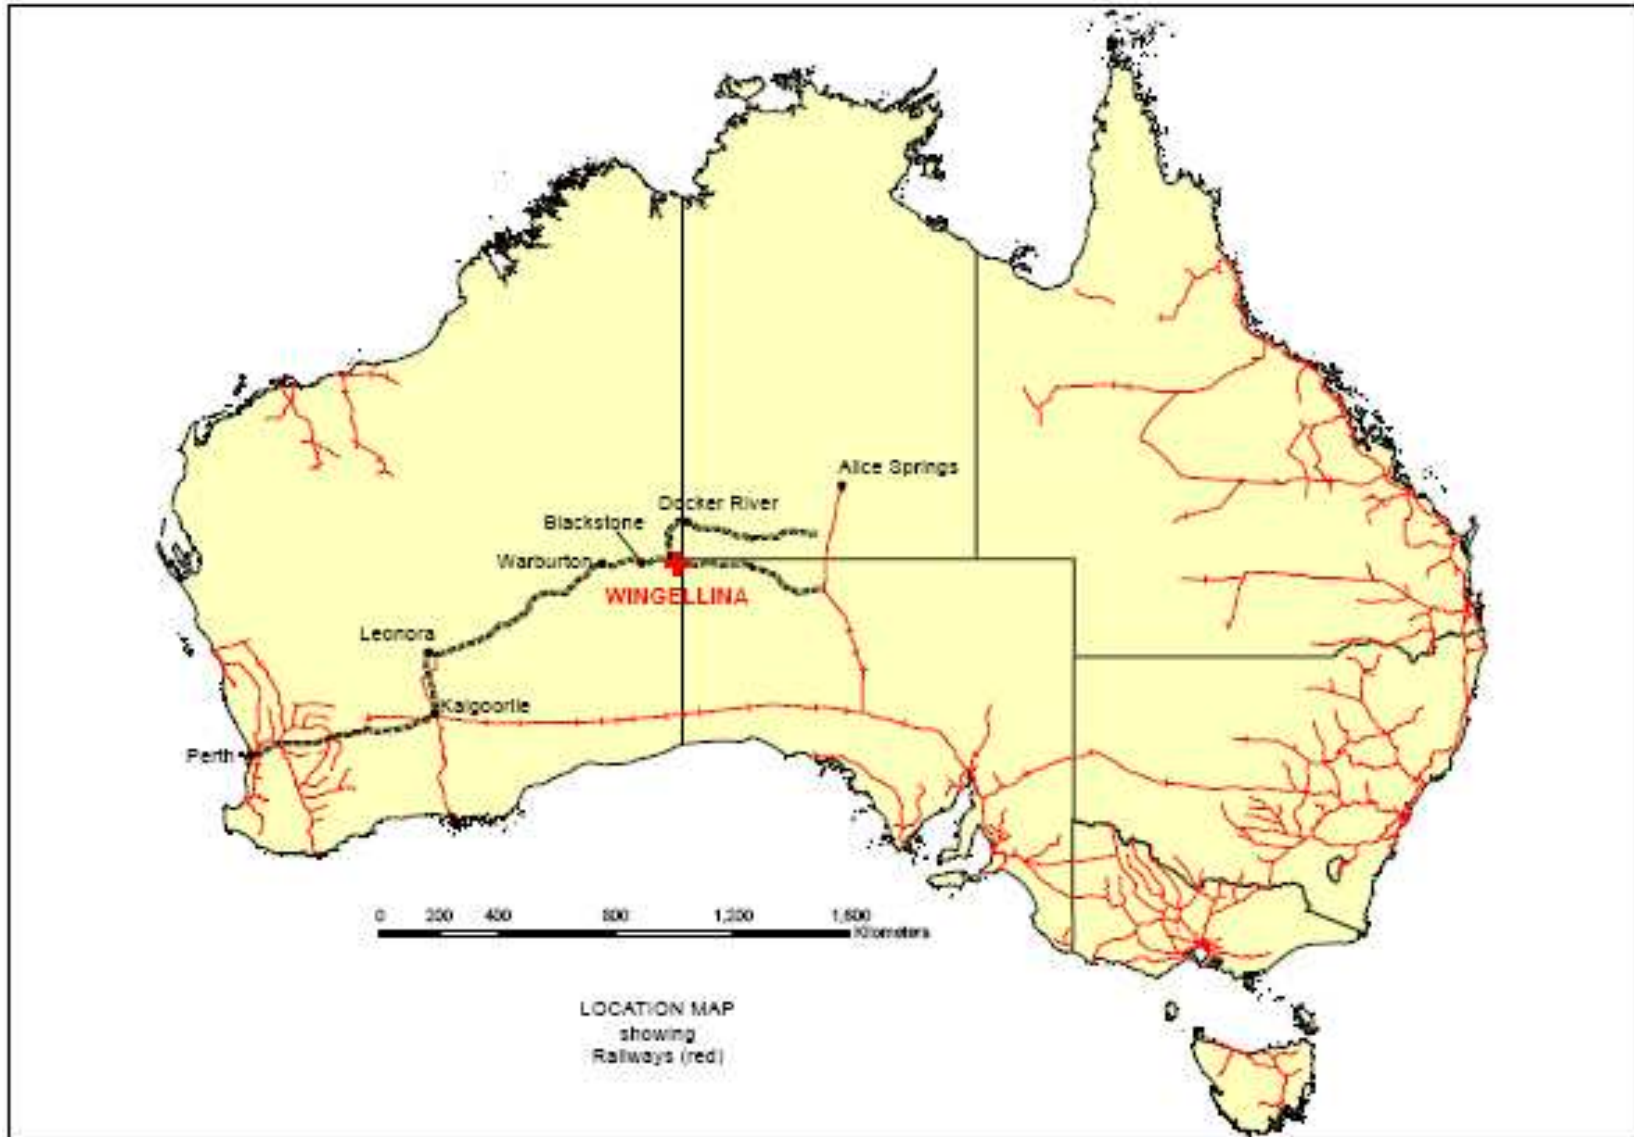 Alice Springs
Docker River
Blackstone
Warburton
WINGELLINA
Leonora
Kalgoorlie
Perth
0 200 400 800 1,200 1,600
Kilometers
LOCATION MAP
showing
Railways (red)